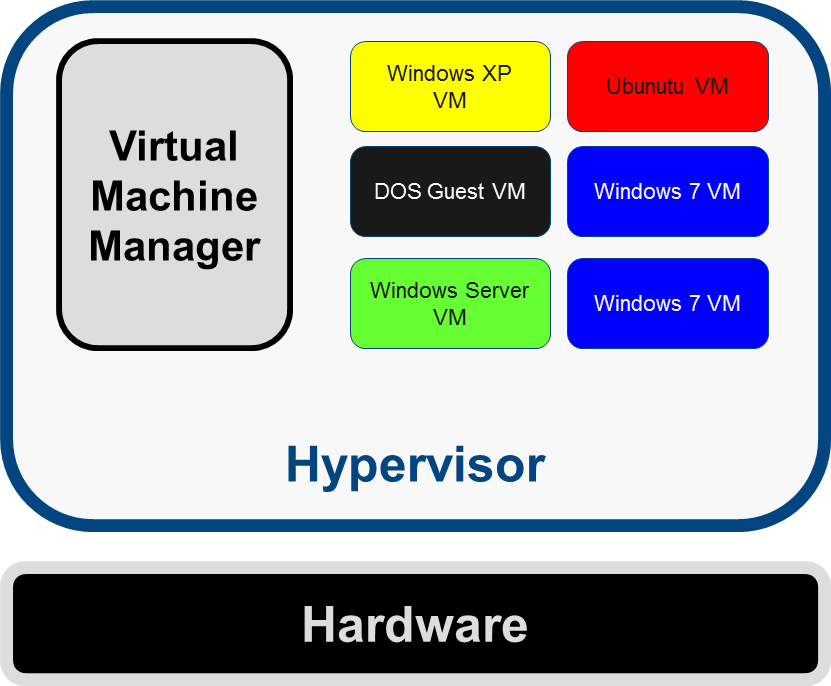 Virtual
Machine
Manager
Windows XP
VM
Ubunutu VM
DOS Guest VM
Windows 7 VM
Windows Server
VM
Windows 7 VM
Hypervisor
Hardware